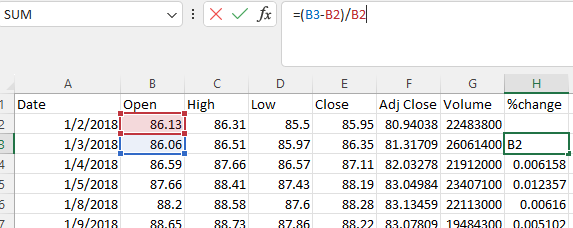 SUM =(B3-B2)/B2
A B C D E F G H
1 Date Open High Low Close Adj Close Volume %change
2 1/2/2018 86.13 86.31 85.5 85.95 80.94038 22483800
3 1/3/2018 86.06 86.51 85.97 86.35 81.31709 26061400 B2
4 1/4/2018 86.59 87.66 86.57 87.11 82.03278 21912000 0.006158
5 1/5/2018 87.66 88.41 87.43 88.19 83.04984 23407100 0.012357
6 1/8/2018 88.2 88.58 87.6 88.28 83.13459 22113000 0.00616
7 1/9/2018 88.65 88.73 87.86 88.22 83.07809 19484300 0.005102